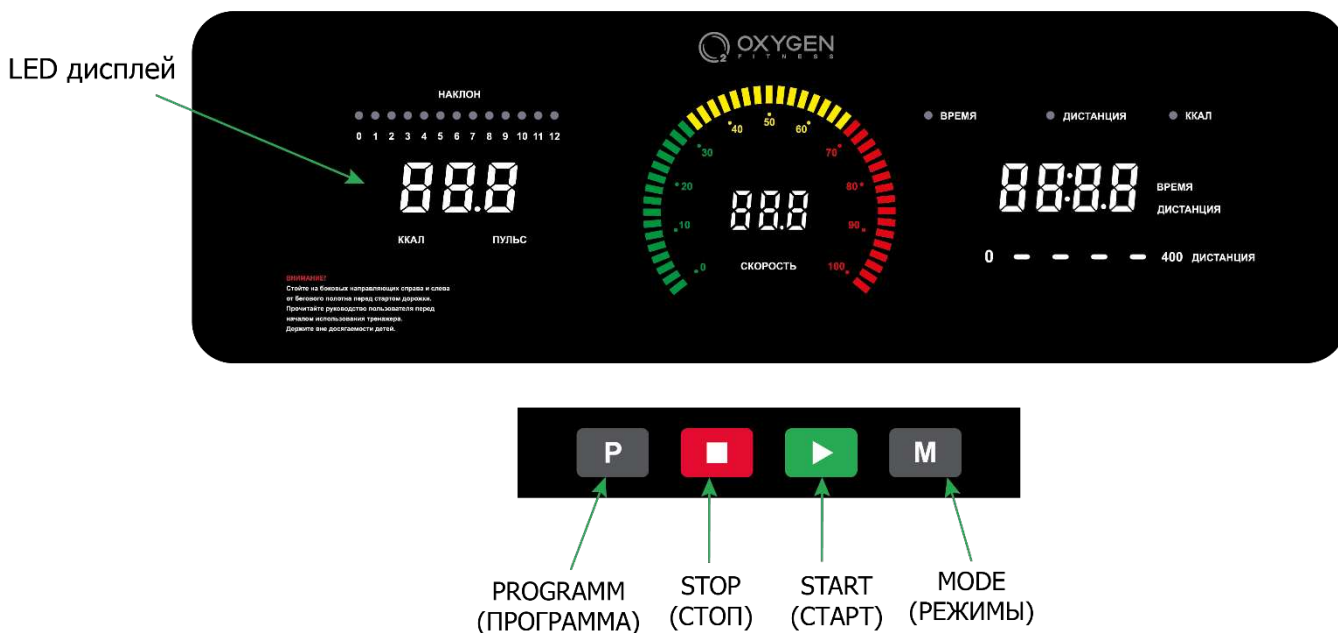 OXYGEN
FITNESS
LED дисплей
НАКЛОН
0 1 2 3 4 5 6 7 8 9 10 11 12
88.8
ККАЛ ПУЛЬС
ВНИМАНИЕ!
Стойте на боковых направляющих справа и слева
от бегового полотна перед стартом дорожки.
Прочитайте руководство пользователя перед
началом использования тренажера.
Держите вне досягаемости детей.
0 10 20 30 40 50 60 70 80 90 100
88.8
СКОРОСТЬ
ВРЕМЯ ДИСТАНЦИЯ ККАЛ
88:8.8
ВРЕМЯ
ДИСТАНЦИЯ
0 – – – – 400 ДИСТАНЦИЯ
P M
PROGRAMM
(ПРОГРАММА)
STOP
(СТОП)
START
(СТАРТ)
MODE
(РЕЖИМЫ)